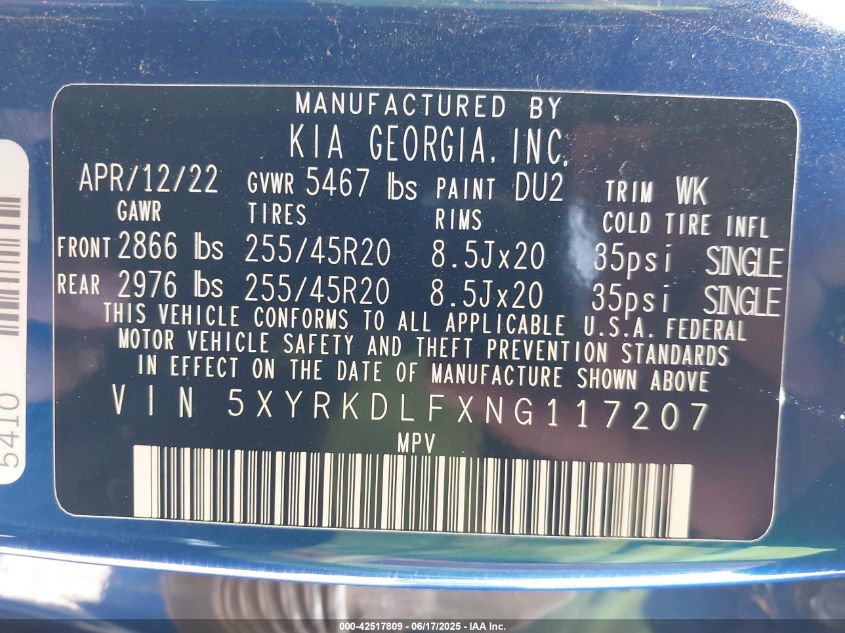 MANUFACTURED BY
KIA GEORGIA, INC.
APR/12/22 GVWR 5467 lbs PAINT DU2 TRIM WK
GAWR TIRES RIMS COLD TIRE INFL
FRONT 2866 lbs 255/45R20 8.5Jx20 35psi SINGLE
REAR 2976 lbs 255/45R20 8.5Jx20 35psi SINGLE
THIS VEHICLE CONFORMS TO ALL APPLICABLE U.S.A. FEDERAL
MOTOR VEHICLE SAFETY AND THEFT PREVENTION STANDARDS
IN EFFECT ON THE DATE OF MANUFACTURE SHOWN ABOVE
VIN 5XYRKDLFXNG117207
MPV
5410
000-42517809 - 06/17/2025 - IAA Inc.